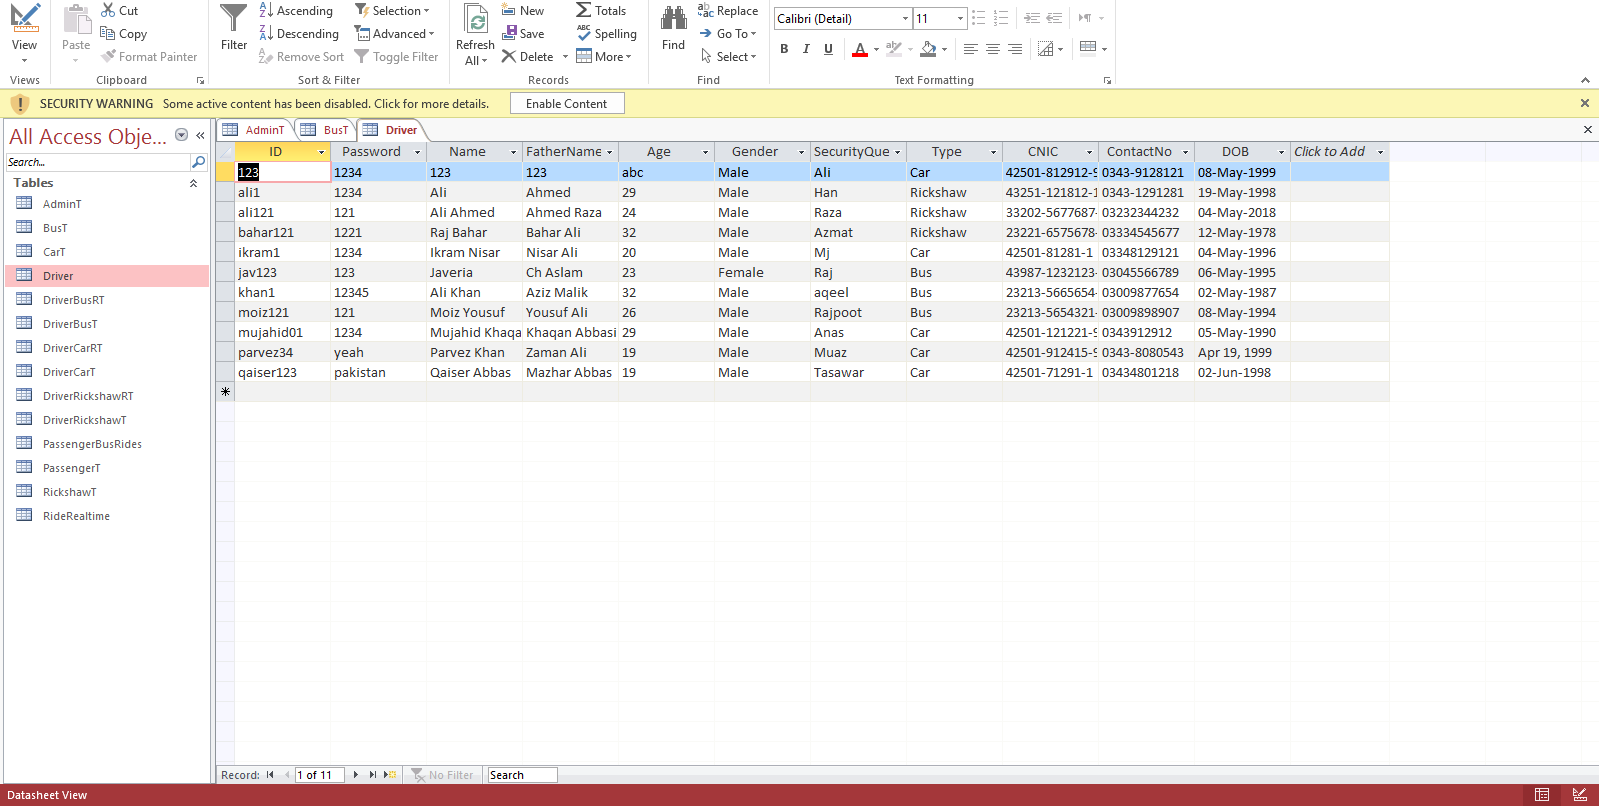 View
Views
Paste
Cut
Copy
Format Painter
Clipboard
Filter
Ascending
Descending
Remove Sort
Selection
Advanced
Toggle Filter
Sort & Filter
Refresh All
New
Save
Delete
Totals
Spelling
More
Records
Find
Replace
Go To
Select
Find
Calibri (Detail) 11
B I U A ab
Text Formatting
SECURITY WARNING Some active content has been disabled. Click for more details. Enable Content
All Access Obje...
Search...
Tables
AdminT
BusT
CarT
Driver
DriverBusRT
DriverBusT
DriverCarRT
DriverCarT
DriverRickshawRT
DriverRickshawT
PassengerBusRides
PassengerT
RickshawT
RideRealtime
AdminT BusT Driver
ID Password Name FatherName Age Gender SecurityQue Type CNIC ContactNo DOB Click to Add
123 1234 123 123 abc Male Ali Car 42501-812912-9 0343-9128121 08-May-1999
ali1 1234 Ali Ahmed 29 Male Han Rickshaw 43251-121812-1 0343-1291281 19-May-1998
ali121 121 Ali Ahmed Ahmed Raza 24 Male Raza Rickshaw 33202-5677687- 03232344232 04-May-2018
bahar121 1221 Raj Bahar Bahar Ali 32 Male Azmat Rickshaw 23221-6575678- 03334545677 12-May-1978
ikram1 1234 Ikram Nisar Nisar Ali 20 Male Mj Car 42501-81281-1 03348129121 04-May-1996
jav123 123 Javeria Ch Aslam 23 Female Raj Bus 43987-1232123- 03045566789 06-May-1995
khan1 12345 Ali Khan Aziz Malik 32 Male aqeel Bus 23213-5665654- 03009877654 02-May-1987
moiz121 121 Moiz Yousuf Yousuf Ali 26 Male Rajpoot Bus 23213-5654321- 03009898907 08-May-1994
mujahid01 1234 Mujahid Khaqa Khaqan Abbasi 29 Male Anas Car 42501-121221-9 0343912912 05-May-1990
parvez34 yeah Parvez Khan Zaman Ali 19 Male Muaz Car 42501-912415-9 0343-8080543 Apr 19, 1999
qaiser123 pakistan Qaiser Abbas Mazhar Abbas 19 Male Tasawar Car 42501-71291-1 03434801218 02-Jun-1998
Record: 1 of 11 No Filter Search
Datasheet View